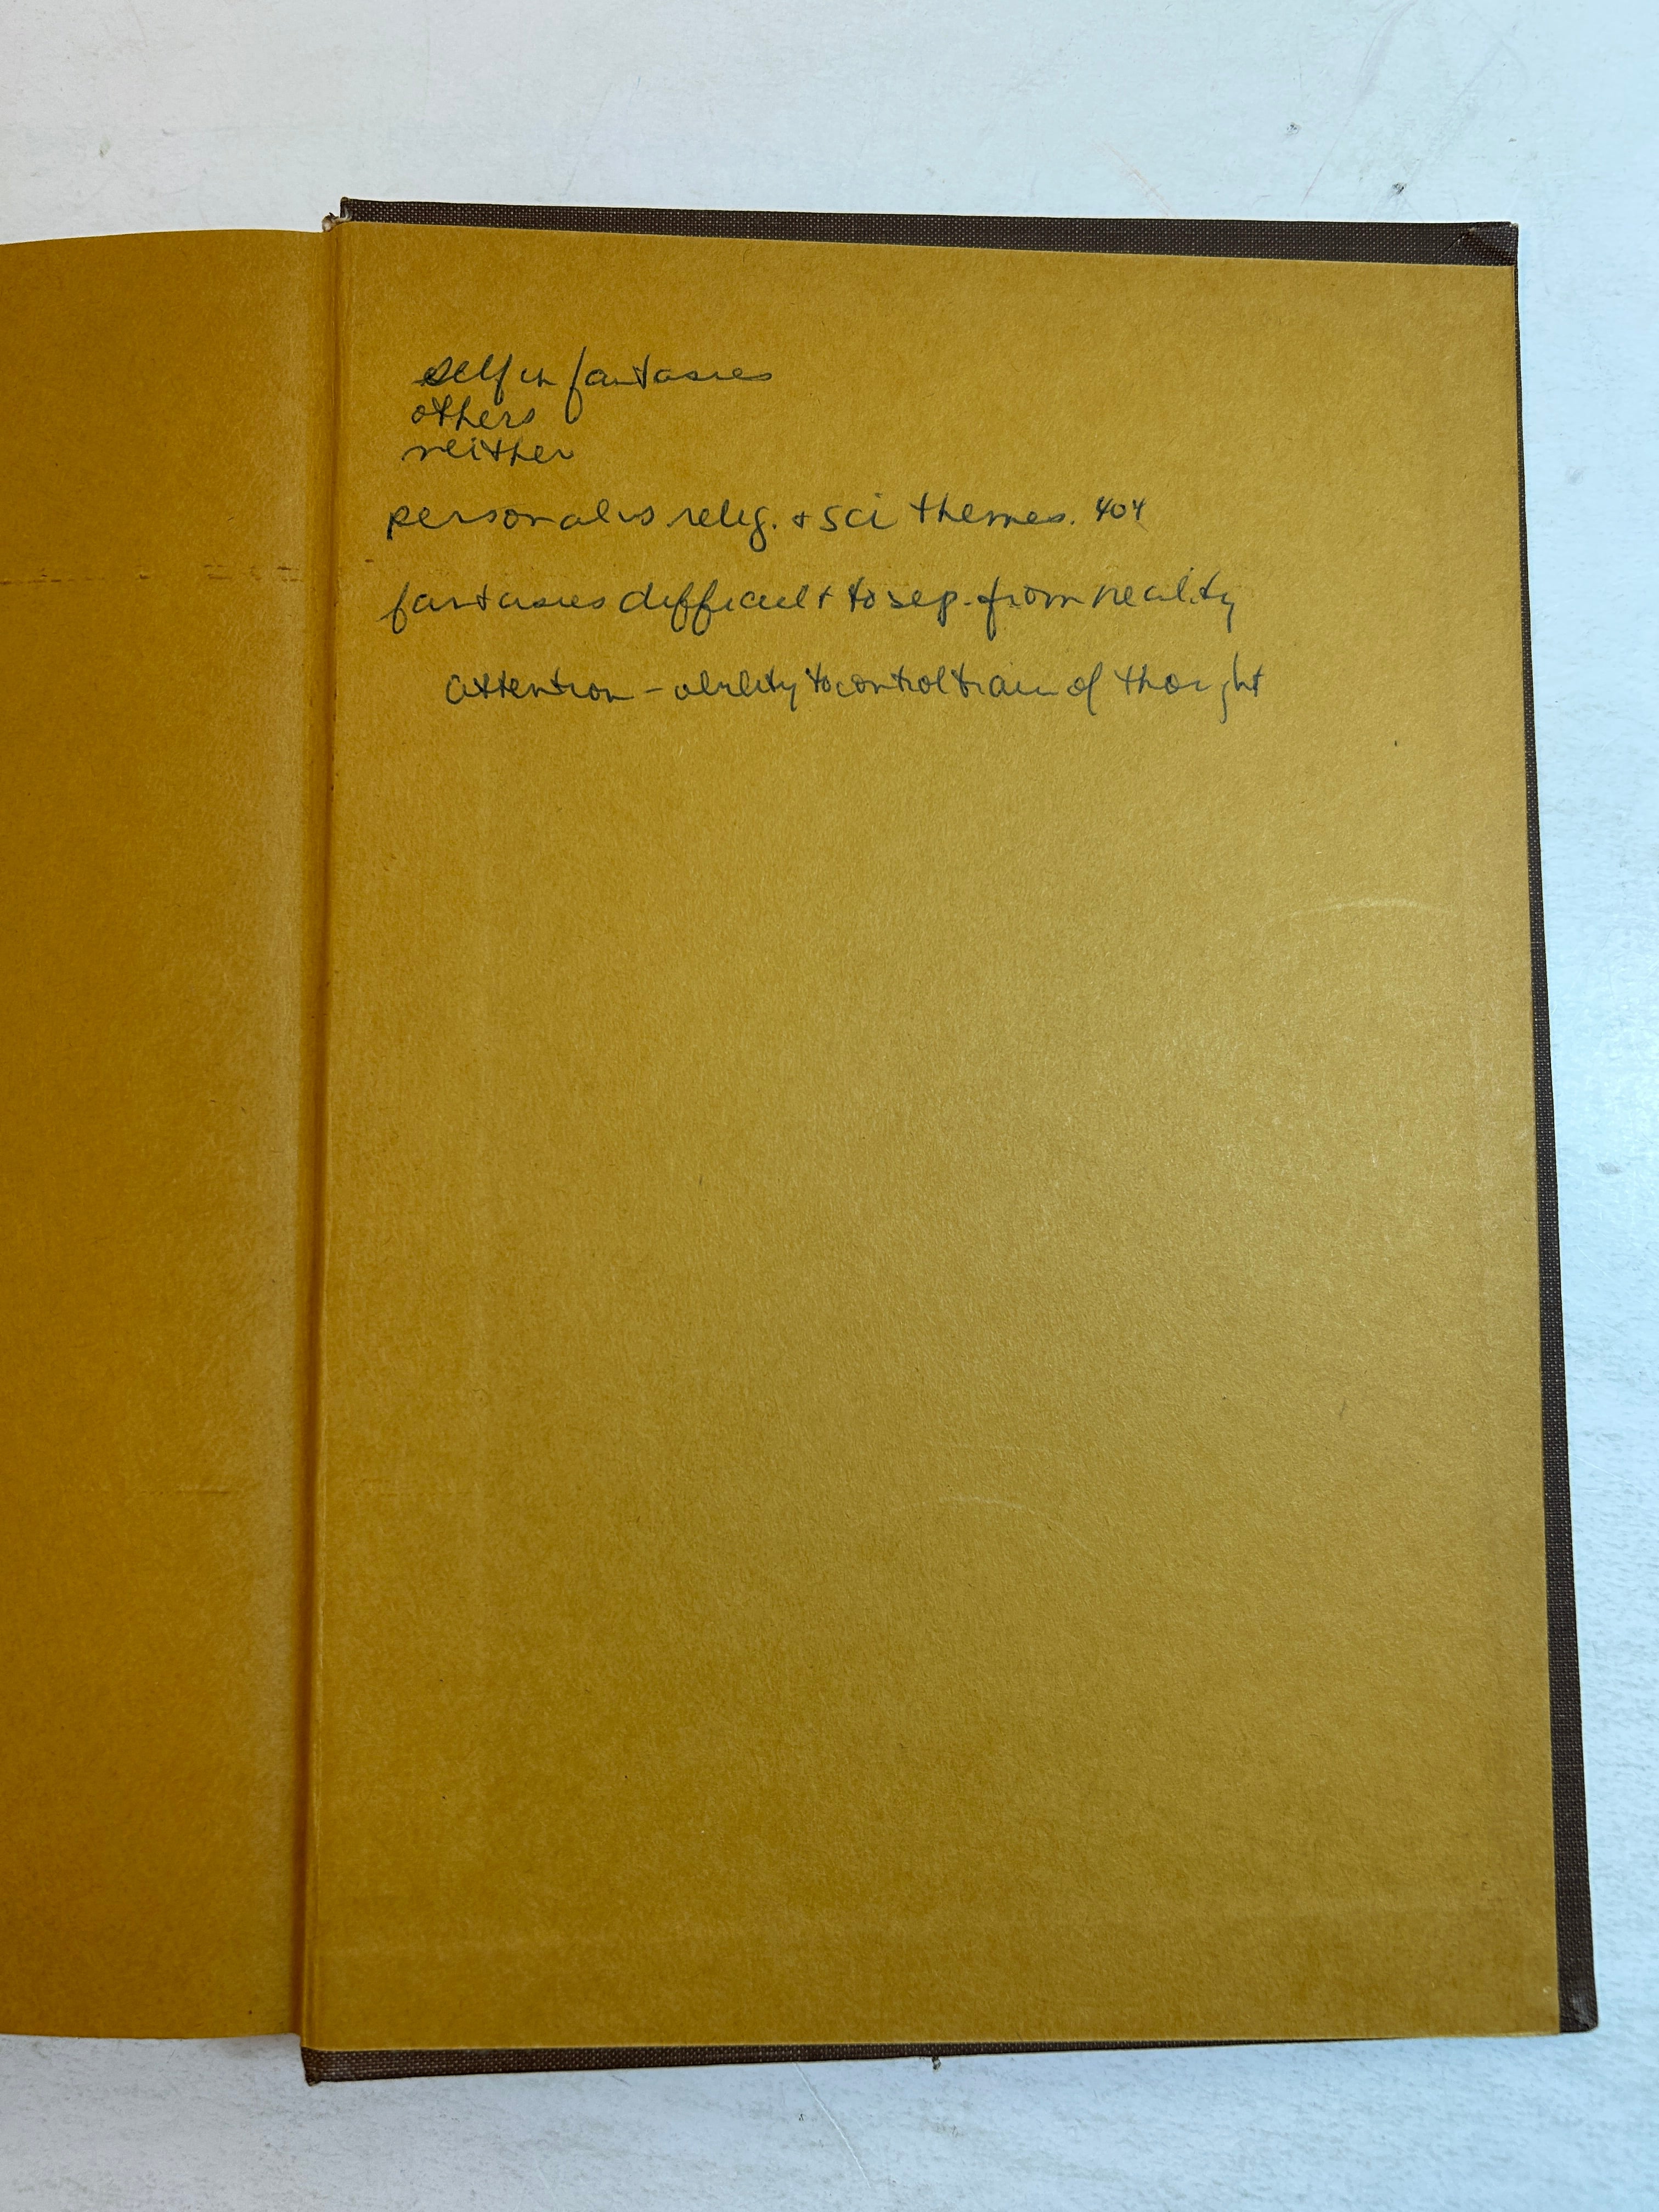 self in fantasies
others
neither
personal vs relig. + sci themes. 404
fantasies difficult to sep. from reality
attention - ability to control train of thought